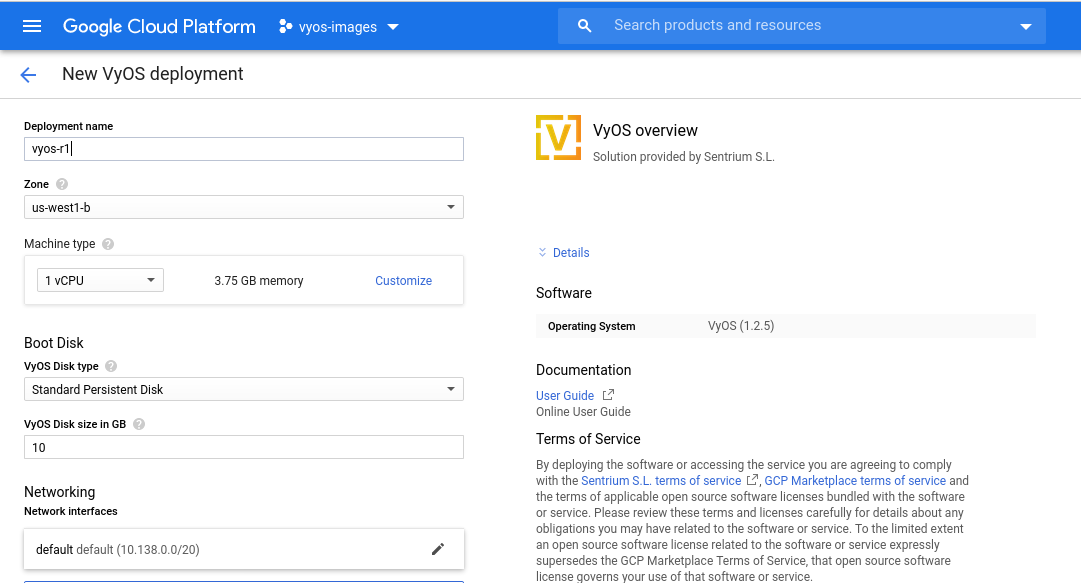 Google Cloud Platform
vyos-images
Search products and resources
New VyOS deployment
Deployment name
vyos-r1
Zone ?
us-west1-b
Machine type ?
1 vCPU
3.75 GB memory
Customize
Boot Disk
VyOS Disk type ?
Standard Persistent Disk
VyOS Disk size in GB ?
10
Networking
Network interfaces
default default (10.138.0.0/20)
V
VyOS overview
Solution provided by Sentrium S.L.
Details
Software
Operating System VyOS (1.2.5)
Documentation
User Guide
Online User Guide
Terms of Service
By deploying the software or accessing the service you are agreeing to comply
with the Sentrium S.L. terms of service , GCP Marketplace terms of service and
the terms of applicable open source software licenses bundled with the software
or service. Please review these terms and licenses carefully for details about any
obligations you may have related to the software or service. To the limited extent
an open source software license related to the software or service expressly
supersedes the GCP Marketplace Terms of Service, that open source software
license governs your use of that software or service.